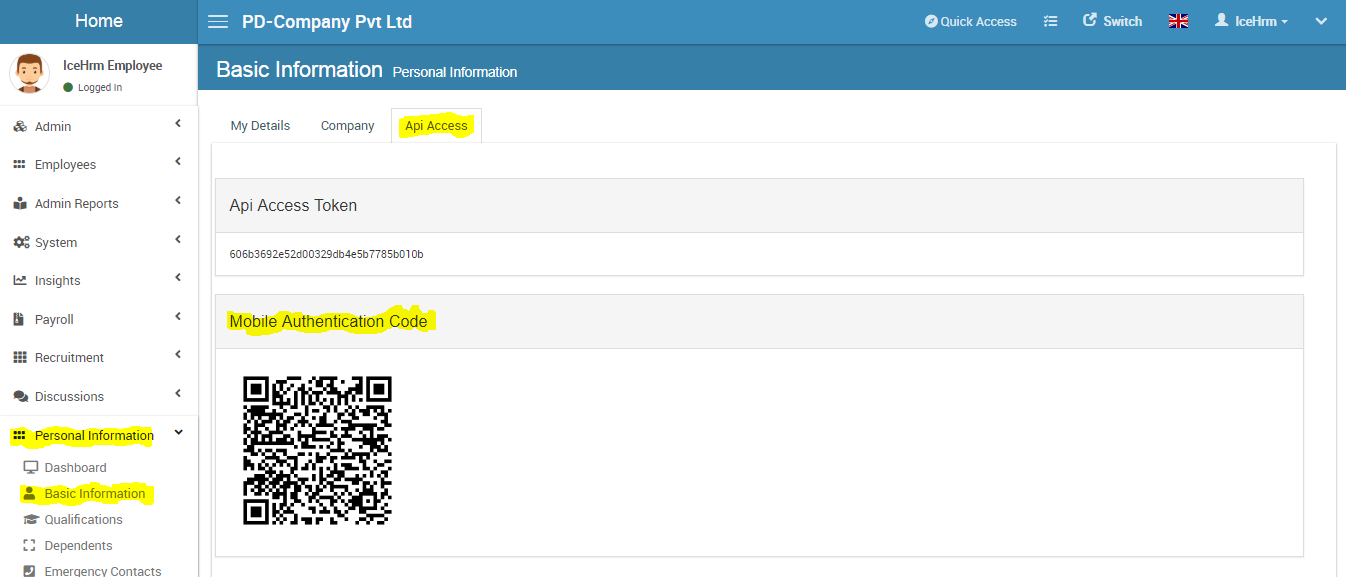 Home
PD-Company Pvt Ltd
Quick Access
Switch
IceHrm
IceHrm Employee
Logged In
Basic Information Personal Information
Admin
Employees
Admin Reports
System
Insights
Payroll
Recruitment
Discussions
Personal Information
Dashboard
Basic Information
Qualifications
Dependents
Emergency Contacts
My Details
Company
Api Access
Api Access Token
606b3692e52d00329db4e5b7785b010b
Mobile Authentication Code